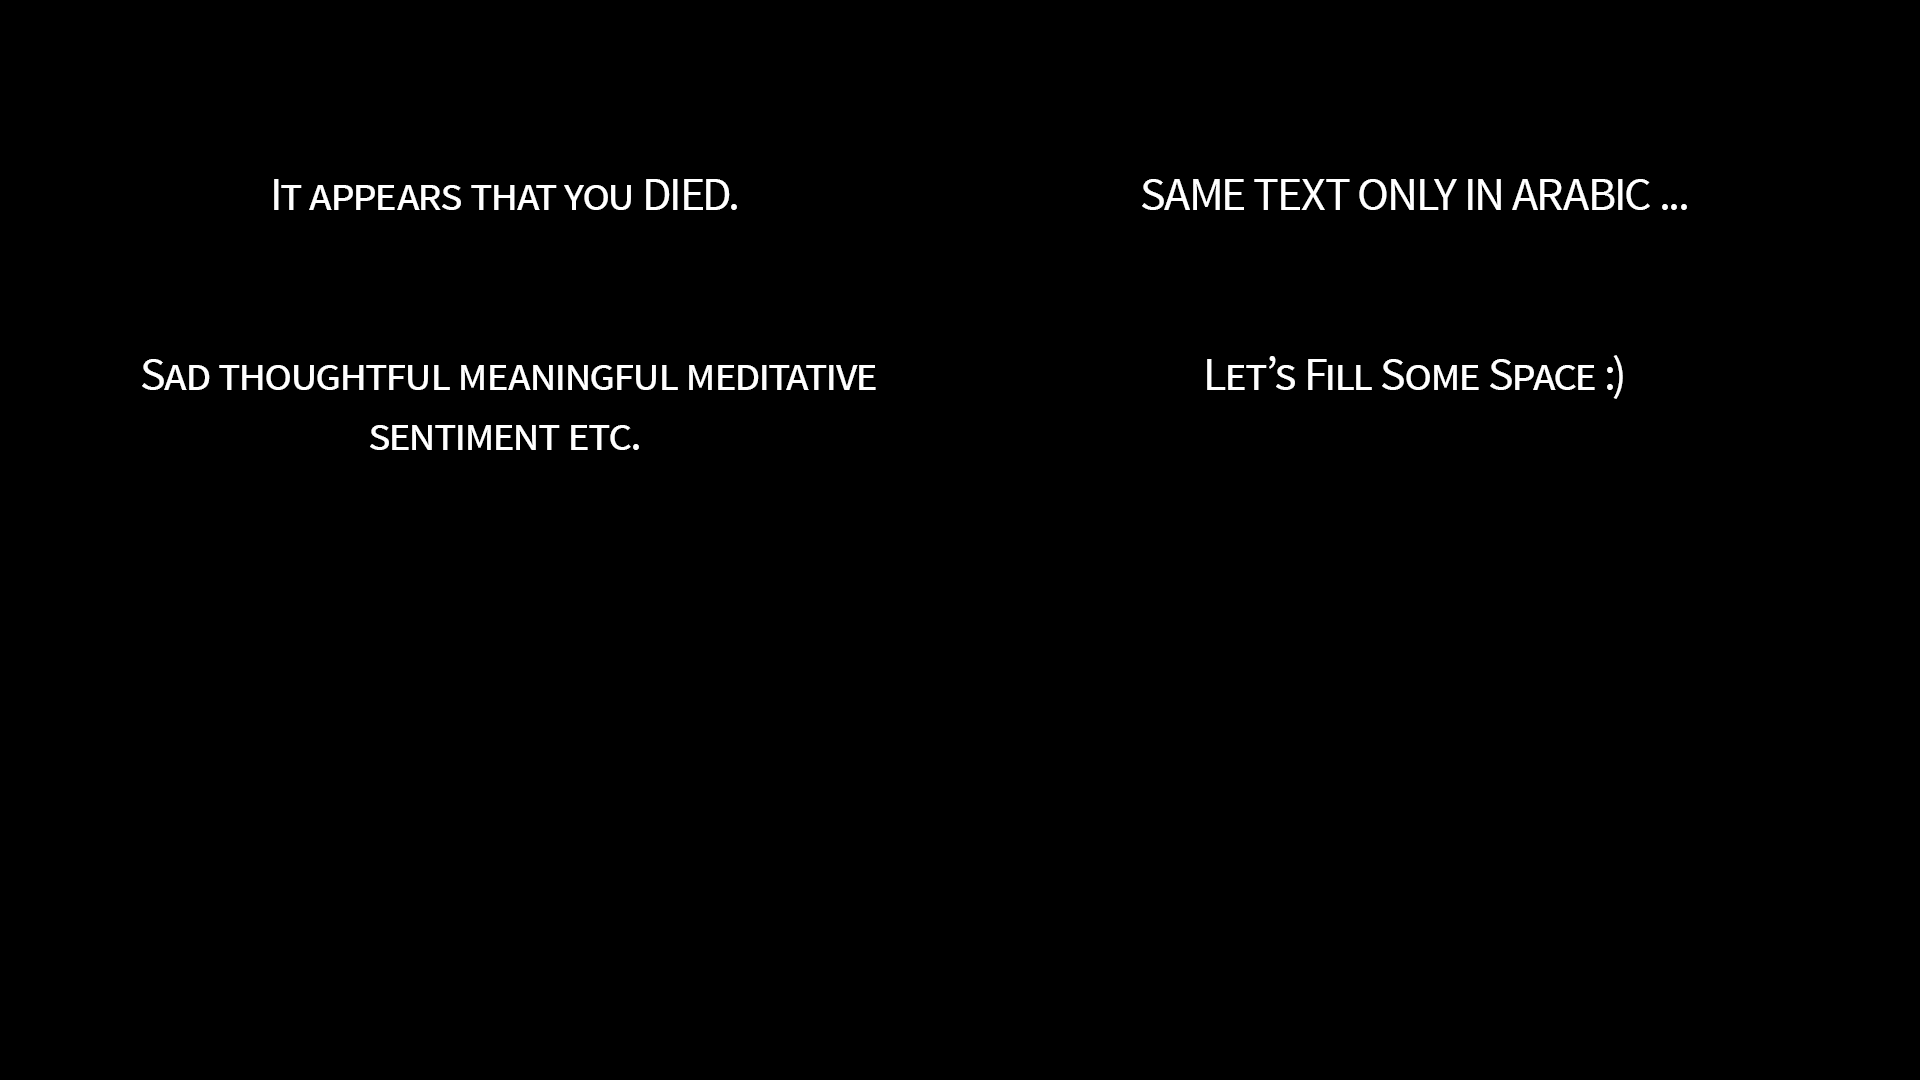 It appears that you DIED.
SAME TEXT ONLY IN ARABIC ...
Sad thoughtful meaningful meditative
sentiment etc.
Let’s Fill Some Space :)